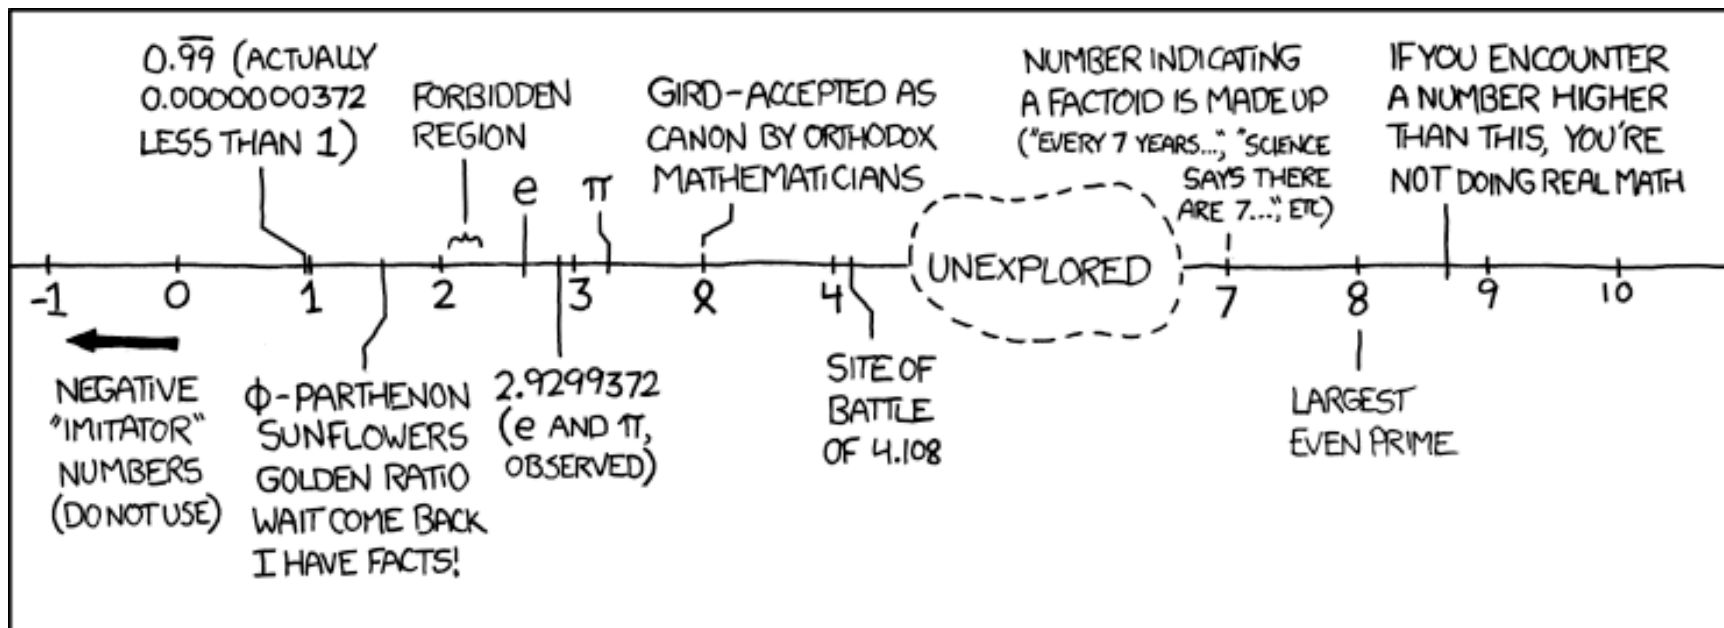 0.99 (ACTUALLY
0.0000000372
LESS THAN 1)
FORBIDDEN
REGION
e
π
GIRD-ACCEPTED AS
CANON BY ORTHODOX
MATHEMATICIANS
NUMBER INDICATING
A FACTOID IS MADE UP
("EVERY 7 YEARS...", "SCIENCE
SAYS THERE
ARE 7...", ETC)
IF YOU ENCOUNTER
A NUMBER HIGHER
THAN THIS, YOU'RE
NOT DOING REAL MATH
UNEXPLORED
-1 0 1 2 3 4 7 8 9 10
NEGATIVE
"IMITATOR"
NUMBERS
(DO NOT USE)
ϕ-PARTHENON
SUNFLOWERS
GOLDEN RATIO
WAIT COME BACK
I HAVE FACTS!
2.9299372
(e AND π,
OBSERVED)
SITE OF
BATTLE
OF 4.108
LARGEST
EVEN PRIME